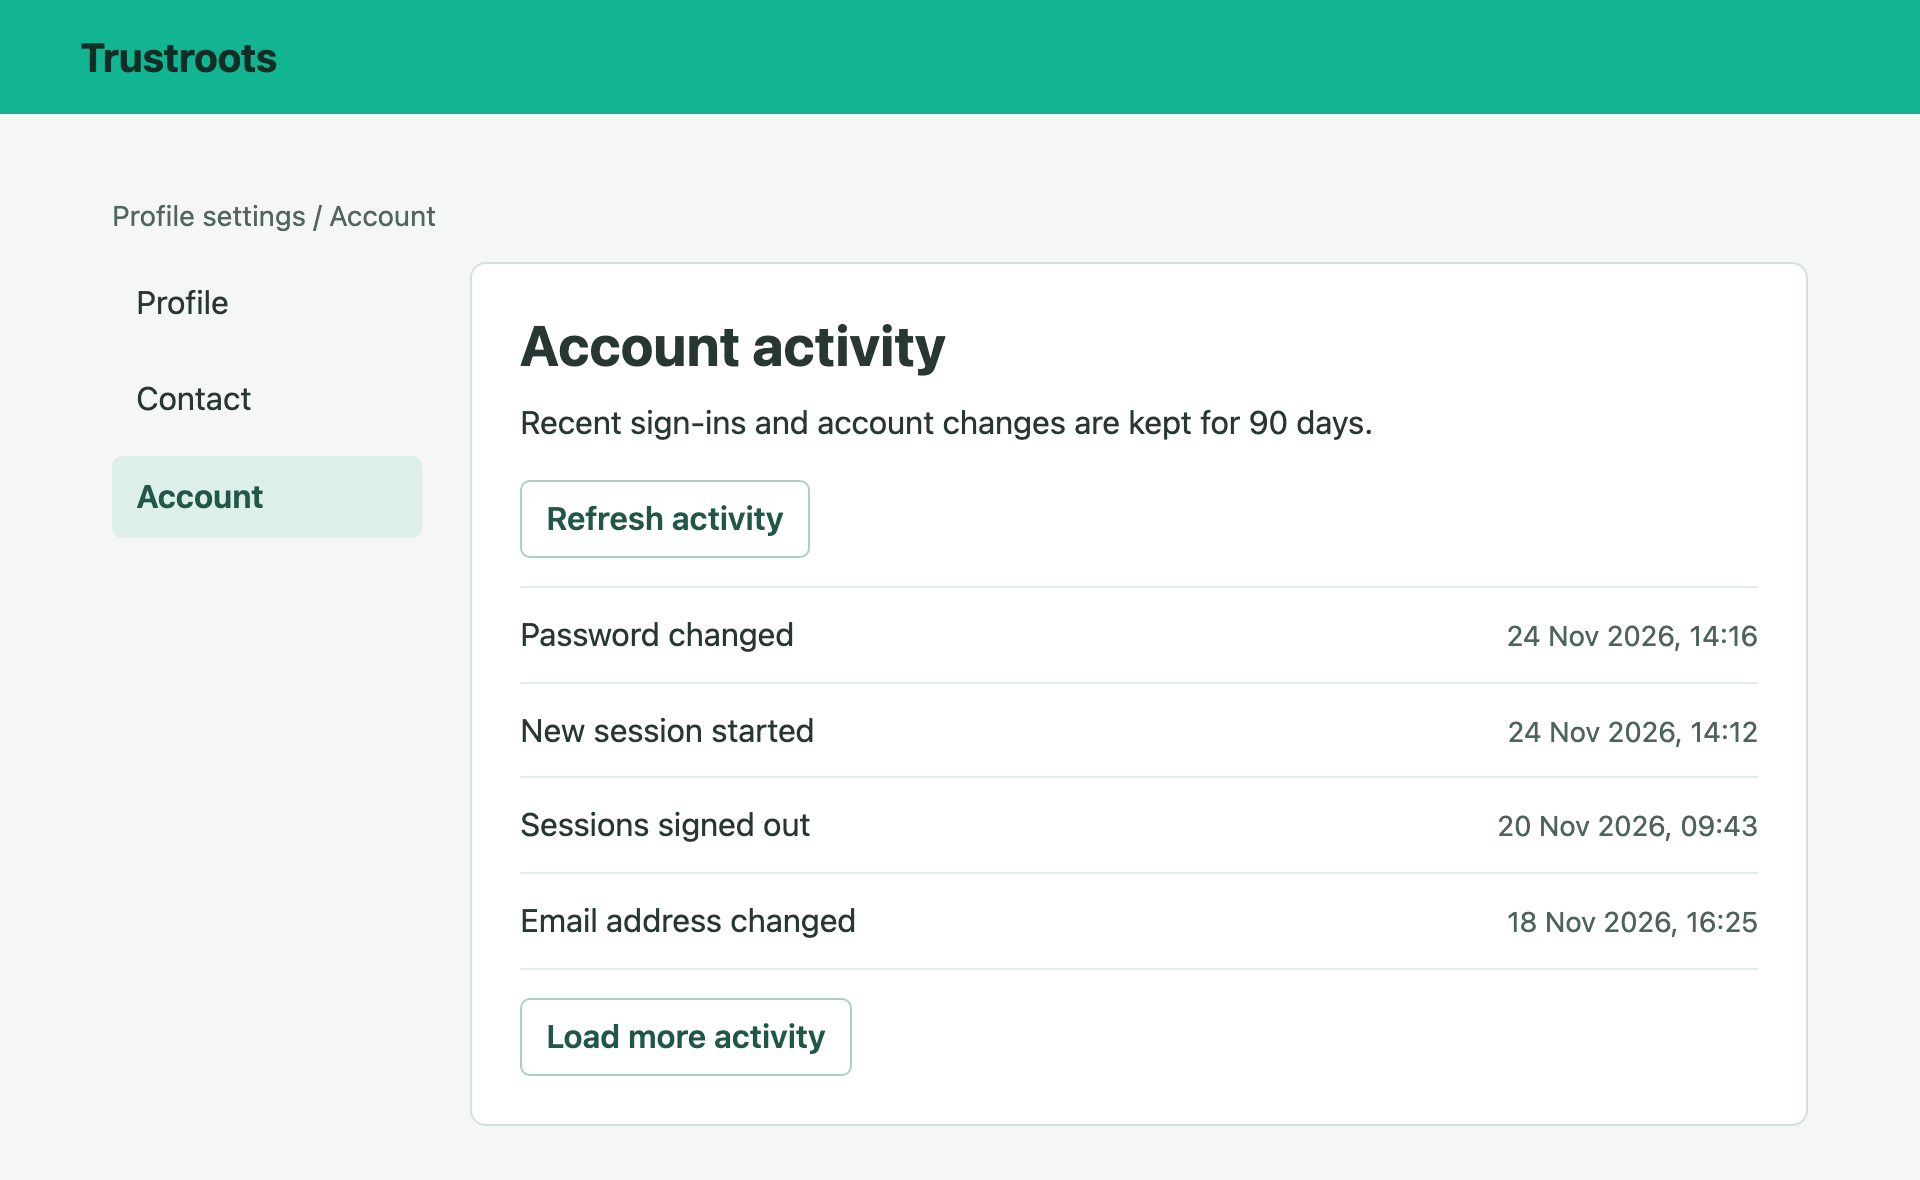 Trustroots
Profile settings / Account
Profile
Contact
Account
Account activity
Recent sign-ins and account changes are kept for 90 days.
Refresh activity
Password changed 24 Nov 2026, 14:16
New session started 24 Nov 2026, 14:12
Sessions signed out 20 Nov 2026, 09:43
Email address changed 18 Nov 2026, 16:25
Load more activity